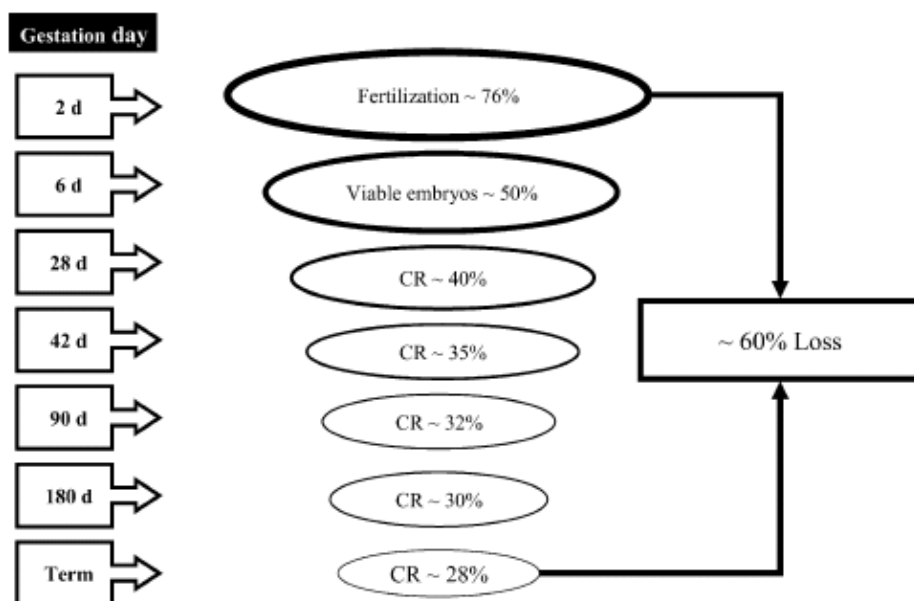 Gestation day
2 d
Fertilization ~ 76%
6 d
Viable embryos ~ 50%
28 d
CR ~ 40%
42 d
CR ~ 35%
~ 60% Loss
90 d
CR ~ 32%
180 d
CR ~ 30%
Term
CR ~ 28%